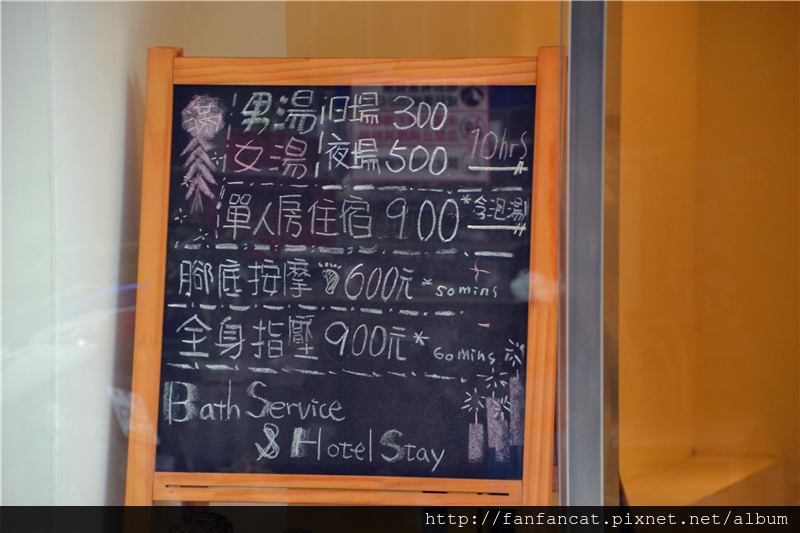 滿
男湯 旧場 300
女湯 夜場 500 10hrs
單人房住宿 900 *含泡湯
腳底按摩 600元 *50mins
全身指壓 900元 * 60mins
Bath Service
& Hotel Stay
http://fanfancat.pixnet.net/album